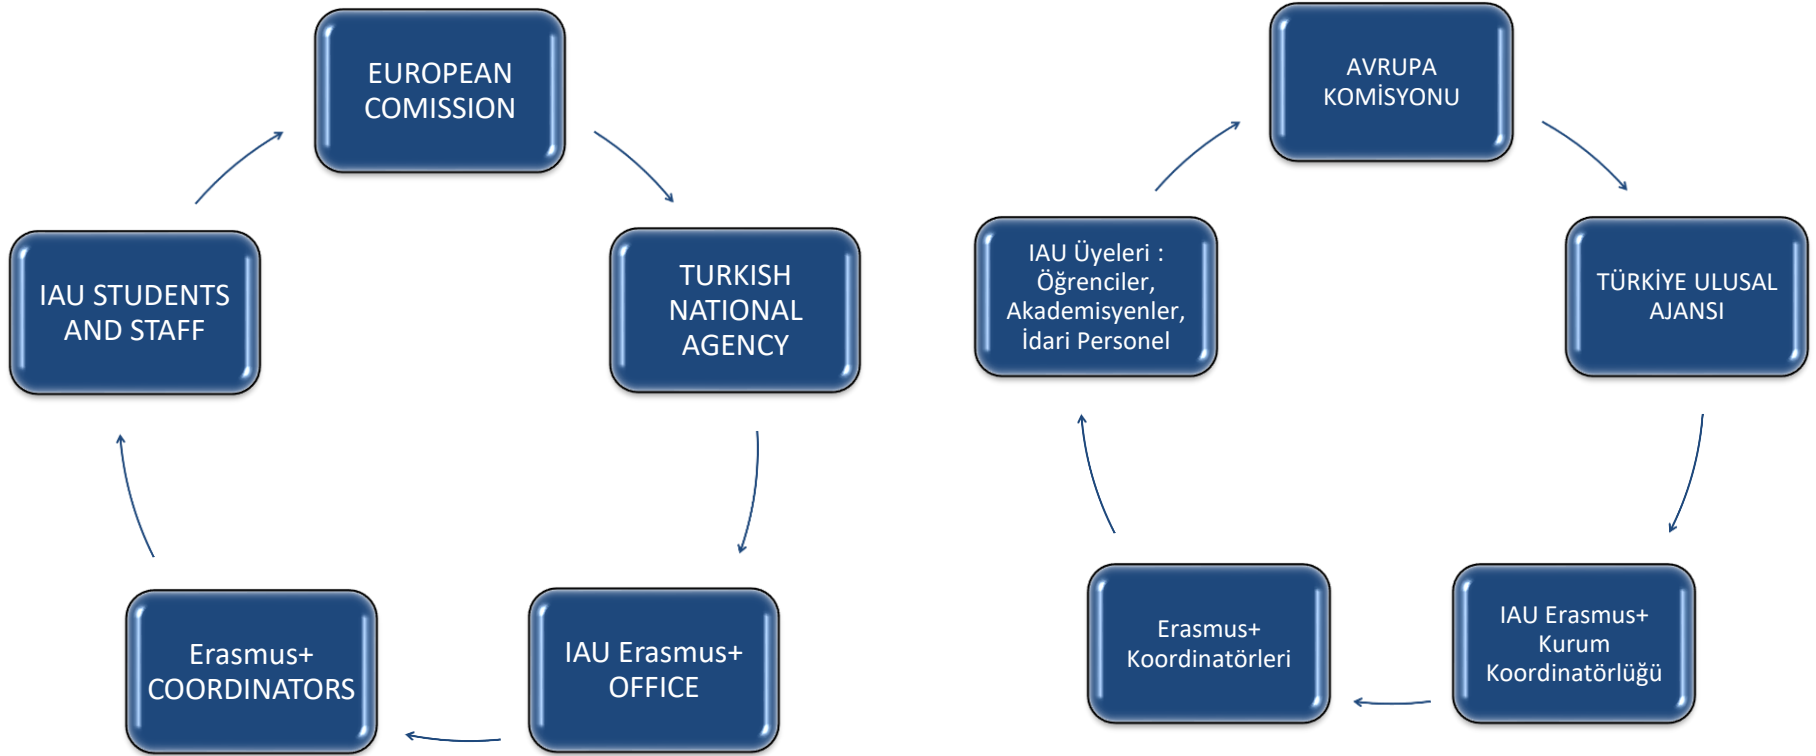 EUROPEAN
COMISSION
TURKISH
NATIONAL
AGENCY
IAU Erasmus+
OFFICE
Erasmus+
COORDINATORS
IAU STUDENTS
AND STAFF
AVRUPA
KOMİSYONU
TÜRKİYE ULUSAL
AJANSI
IAU Erasmus+
Kurum
Koordinatörlüğü
Erasmus+
Koordinatörleri
IAU Üyeleri :
Öğrenciler,
Akademisyenler,
İdari Personel